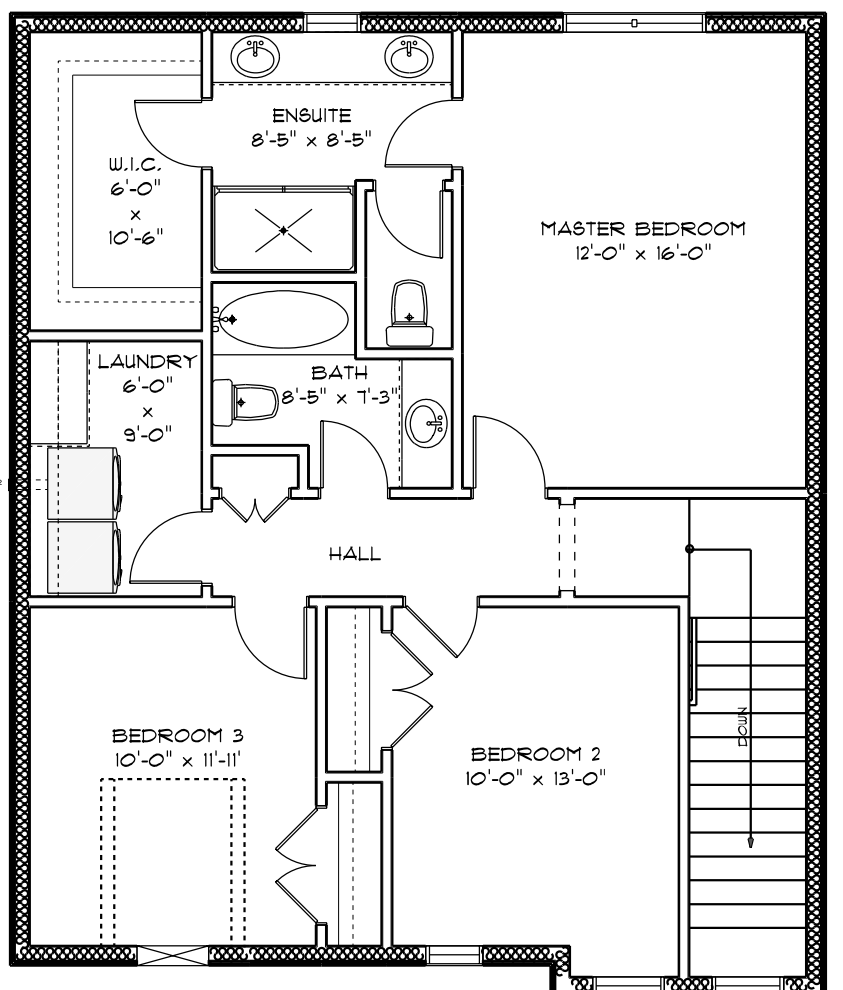 ENSUITE
8'-5" x 8'-5"
W.I.C.
6'-0"
x
10'-6"
MASTER BEDROOM
12'-0" x 16'-0"
LAUNDRY
6'-0"
x
9'-0"
BATH
8'-5" x 7'-3"
HALL
BEDROOM 3
10'-0" x 11'-11'
BEDROOM 2
10'-0" x 13'-0"
DOWN